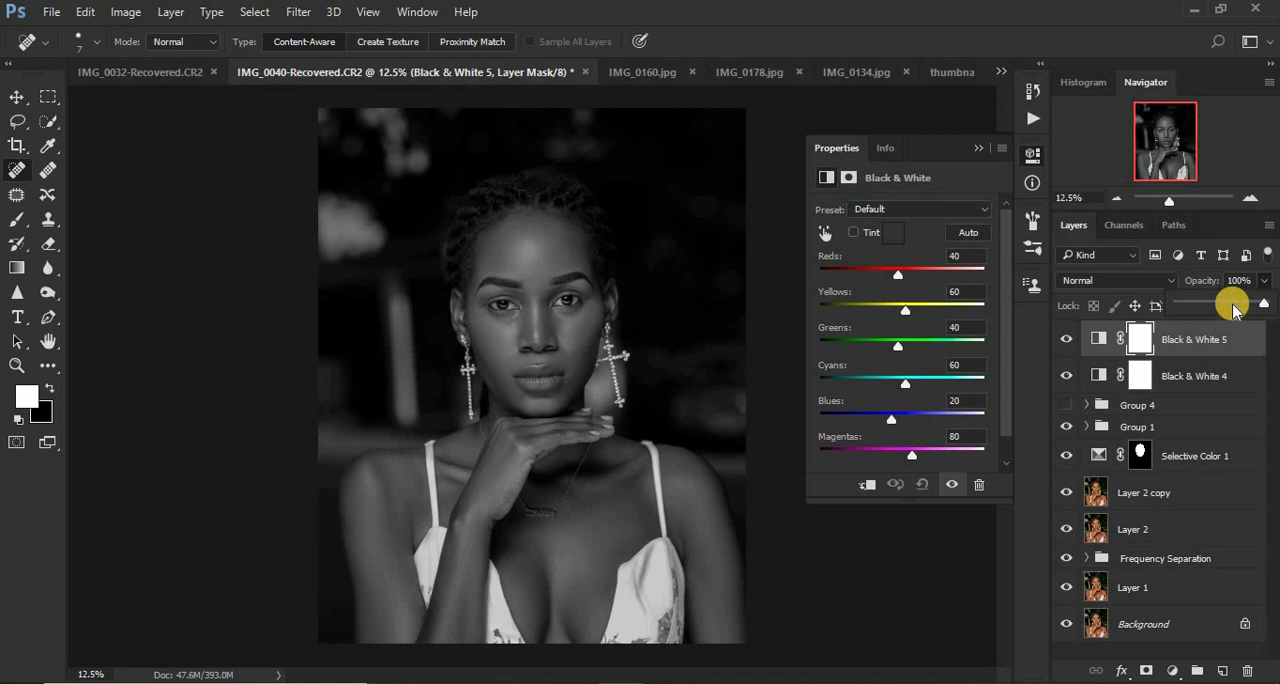 Ps File Edit Image Layer Type Select Filter 3D View Window Help
7 Mode: Normal Type: Content-Aware Create Texture Proximity Match Sample All Layers
IMG_0032-Recovered.CR2 × IMG_0040-Recovered.CR2 @ 12.5% (Black & White 5, Layer Mask/8) * × IMG_0160.jpg × IMG_0178.jpg × IMG_0134.jpg × thumbna
Histogram Navigator
12.5%
Properties Info
Black & White
Preset: Default
Tint Auto
Reds: 40
Yellows: 60
Greens: 40
Cyans: 60
Blues: 20
Magentas: 80
Layers Channels Paths
Kind
Normal Opacity: 100%
Lock:
Black & White 5
Black & White 4
Group 4
Group 1
Selective Color 1
Layer 2 copy
Layer 2
Frequency Separation
Layer 1
Background
fx
12.5% Doc: 47.6M/393.0M